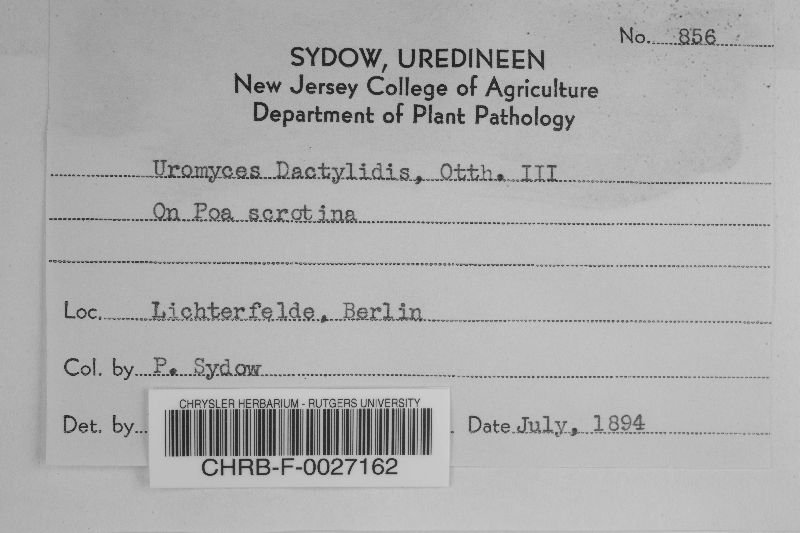 No. 856
SYDOW, UREDINEEN
New Jersey College of Agriculture
Department of Plant Pathology
Uromyces Dactylidis, Otth. III
On Poa scrotina
Loc. Lichterfelde, Berlin
Col. by P. Sydow
Det. by Date July, 1894
CHRYSLER HERBARIUM - RUTGERS UNIVERSITY
CHRB-F-0027162